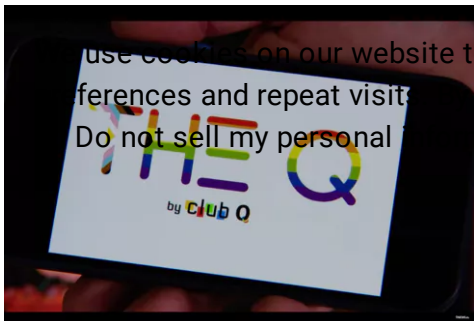 use cookies on our website t
ferences and repeat visits
Do not sell my personal
THE Q
by club Q